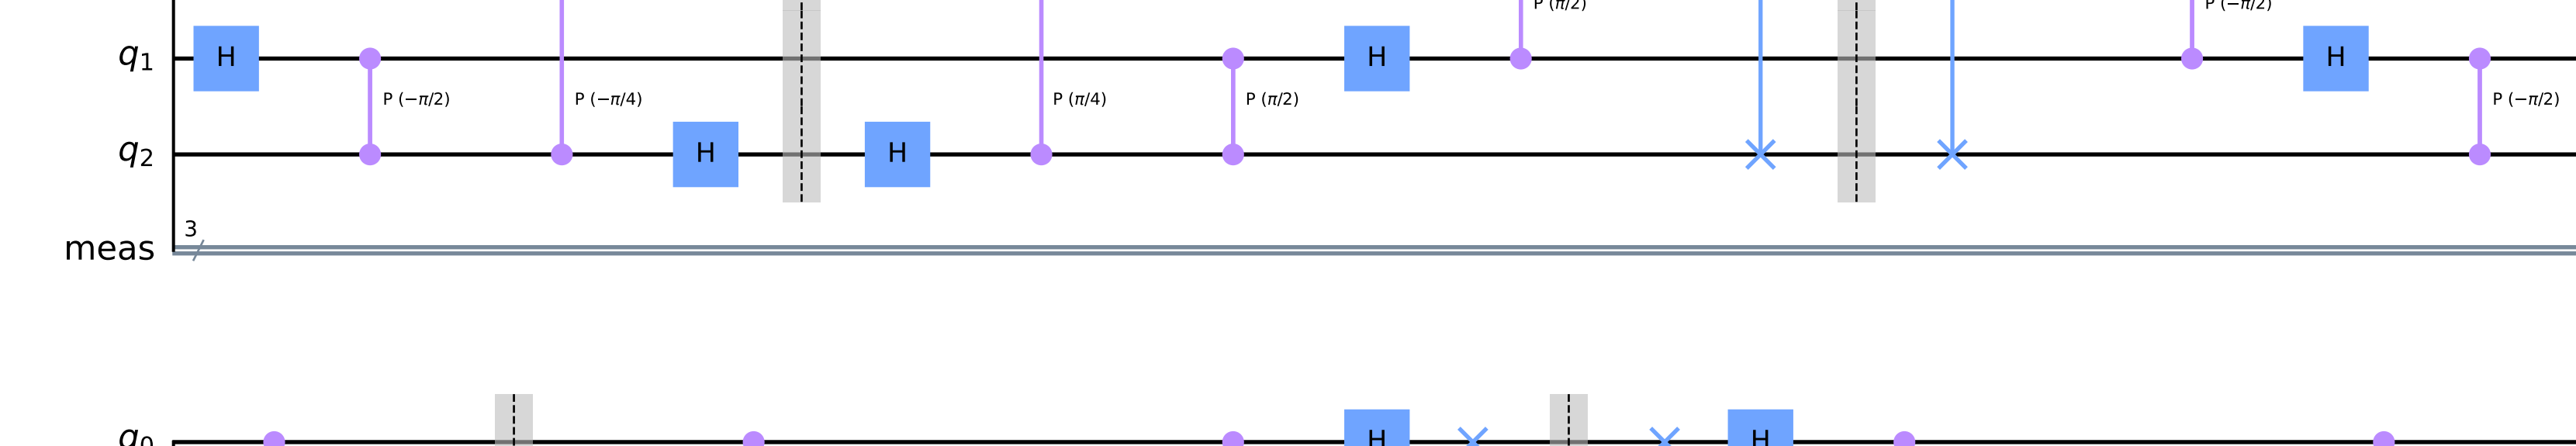 P (π/2) P (−π/2)
q1 H H H
P (−π/2) P (−π/4) P (π/4) P (π/2) P (−π/2)
q2 H H
3
meas
q0 H H